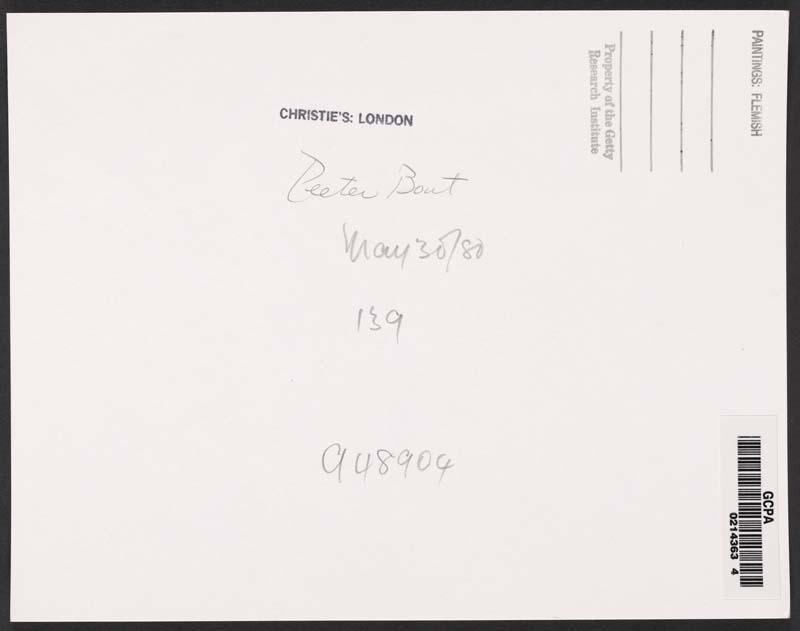 CHRISTIE'S: LONDON
Peeter Bout
May 30/80
139
948904
Property of the Getty
Research Institute
PAINTINGS: FLEMISH
GCPA
0214363 4